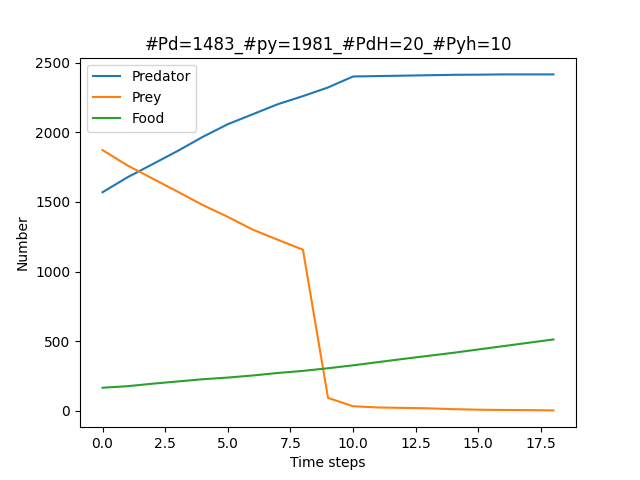 #Pd=1483_#py=1981_#PdH=20_#Pyh=10
2500
2000
1500
1000
500
0
Number
Predator
Prey
Food
0.0 2.5 5.0 7.5 10.0 12.5 15.0 17.5
Time steps